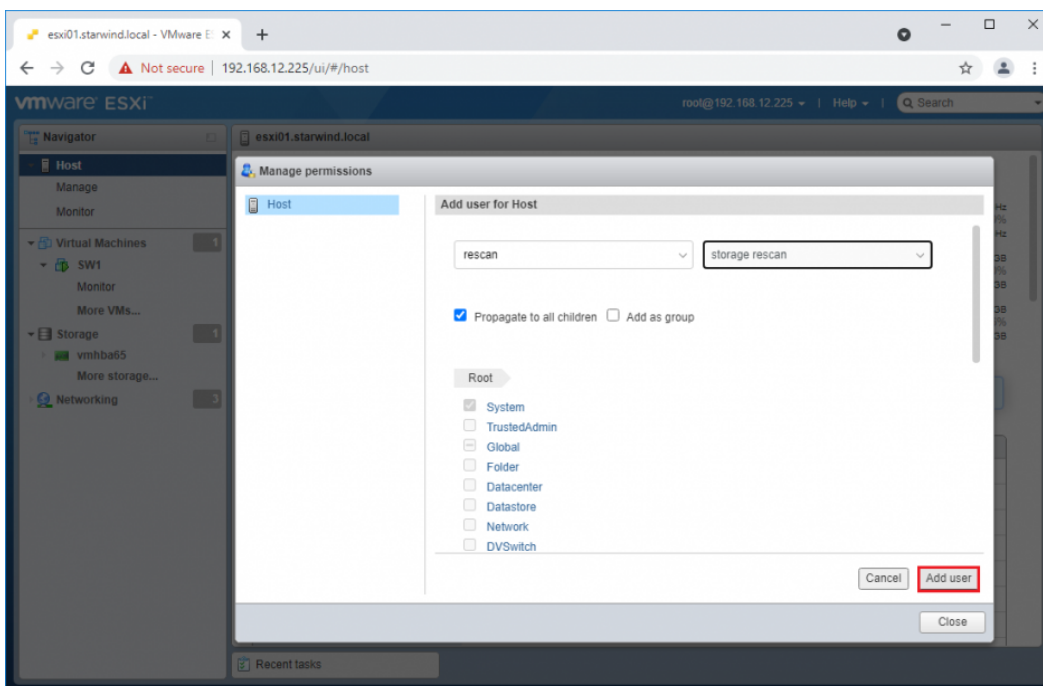 esxi01.starwind.local - VMware E
Not secure | 192.168.12.225/ui/#/host
vmware ESXi
root@192.168.12.225 | Help | Search
Navigator
esxi01.starwind.local
Host
Manage
Monitor
Virtual Machines 1
SW1
Monitor
More VMs...
Storage 1
vmhba65
More storage...
Networking 3
Manage permissions
Host
Add user for Host
rescan
storage rescan
Propagate to all children Add as group
Root
System
TrustedAdmin
Global
Folder
Datacenter
Datastore
Network
DVSwitch
Cancel Add user
Close
Recent tasks